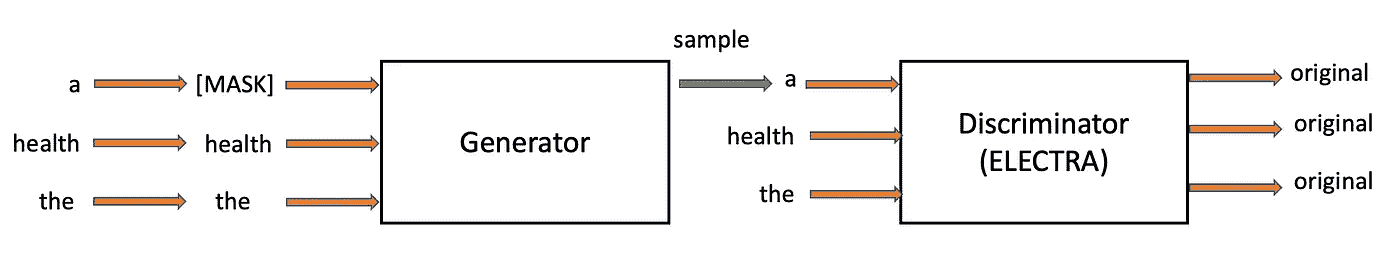 sample
a [MASK] a original
health health health original
the the the original
Generator
Discriminator
(ELECTRA)